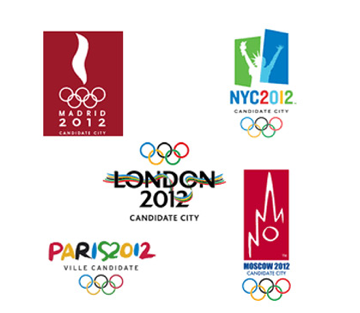 MADRID
2012
CANDIDATE CITY
NYC2012
CANDIDATE CITY
LONDON
2012
CANDIDATE CITY
PARIS2012
VILLE CANDIDATE
MOSCOW 2012
CANDIDATE CITY